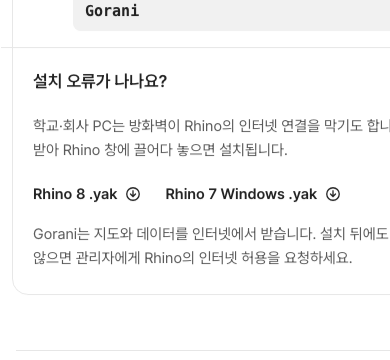 Gorani
설치 오류가 나나요?
학교·회사 PC는 방화벽이 Rhino의 인터넷 연결을 막기도 합니
받아 Rhino 창에 끌어다 놓으면 설치됩니다.
Rhino 8 .yak Rhino 7 Windows .yak
Gorani는 지도와 데이터를 인터넷에서 받습니다. 설치 뒤에도
않으면 관리자에게 Rhino의 인터넷 허용을 요청하세요.